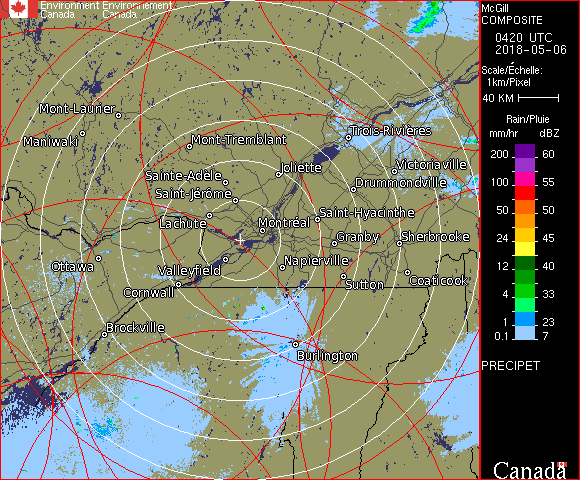 Environment Environnement
Canada Canada
McGill
COMPOSITE
0420 UTC
2018-05-06
Scale/Échelle:
1km/Pixel
40 KM
Rain/Pluie
mm/hr dBZ
200 60
100 55
50 50
24 45
12 40
4 33
1 23
0.1 7
PRECIPET
Canada
Mont-Laurier
Maniwaki
Mont-Tremblant
Trois-Rivières
Joliette
Victoriaville
Sainte-Adèle
Drummondville
Saint-Jérôme
Saint-Hyacinthe
Lachute
Montréal
Granby
Sherbrooke
Ottawa
Valleyfield
Napierville
Cornwall
Sutton
Coaticook
Brockville
Burlington